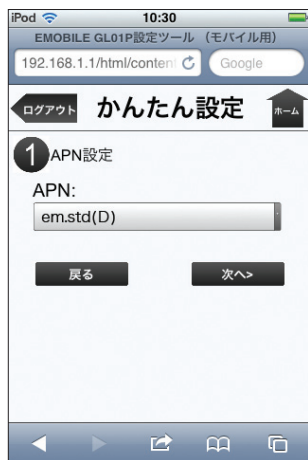 iPod 10:30
EMOBILE GL01P設定ツール （モバイル用）
192.168.1.1/html/content Google
ログアウト かんたん設定 ホーム
1 APN設定
APN:
em.std(D)
戻る 次へ>